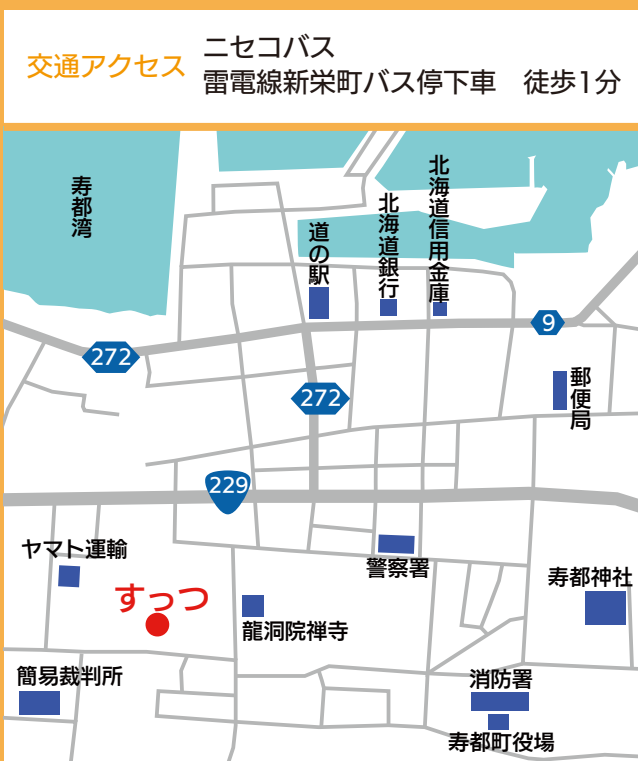 交通アクセス
ニセコバス
雷電線新栄町バス停下車　徒歩1分
寿都湾
道の駅
北海道銀行
北海道信用金庫
9
272
272
郵便局
229
ヤマト運輸
警察署
すっつ
寿都神社
龍洞院禅寺
簡易裁判所
消防署
寿都町役場